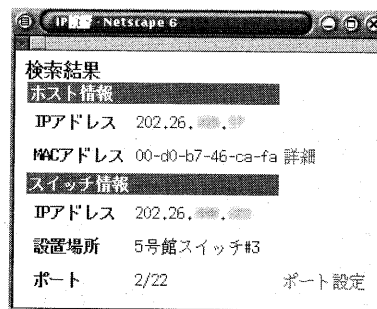 IP - Netscape 6
検索結果
ホスト情報
IPアドレス 202.26.
MACアドレス 00-d0-b7-46-ca-fa 詳細
スイッチ情報
IPアドレス 202.26.
設置場所 5号館スイッチ#3
ポート 2/22 ポート設定